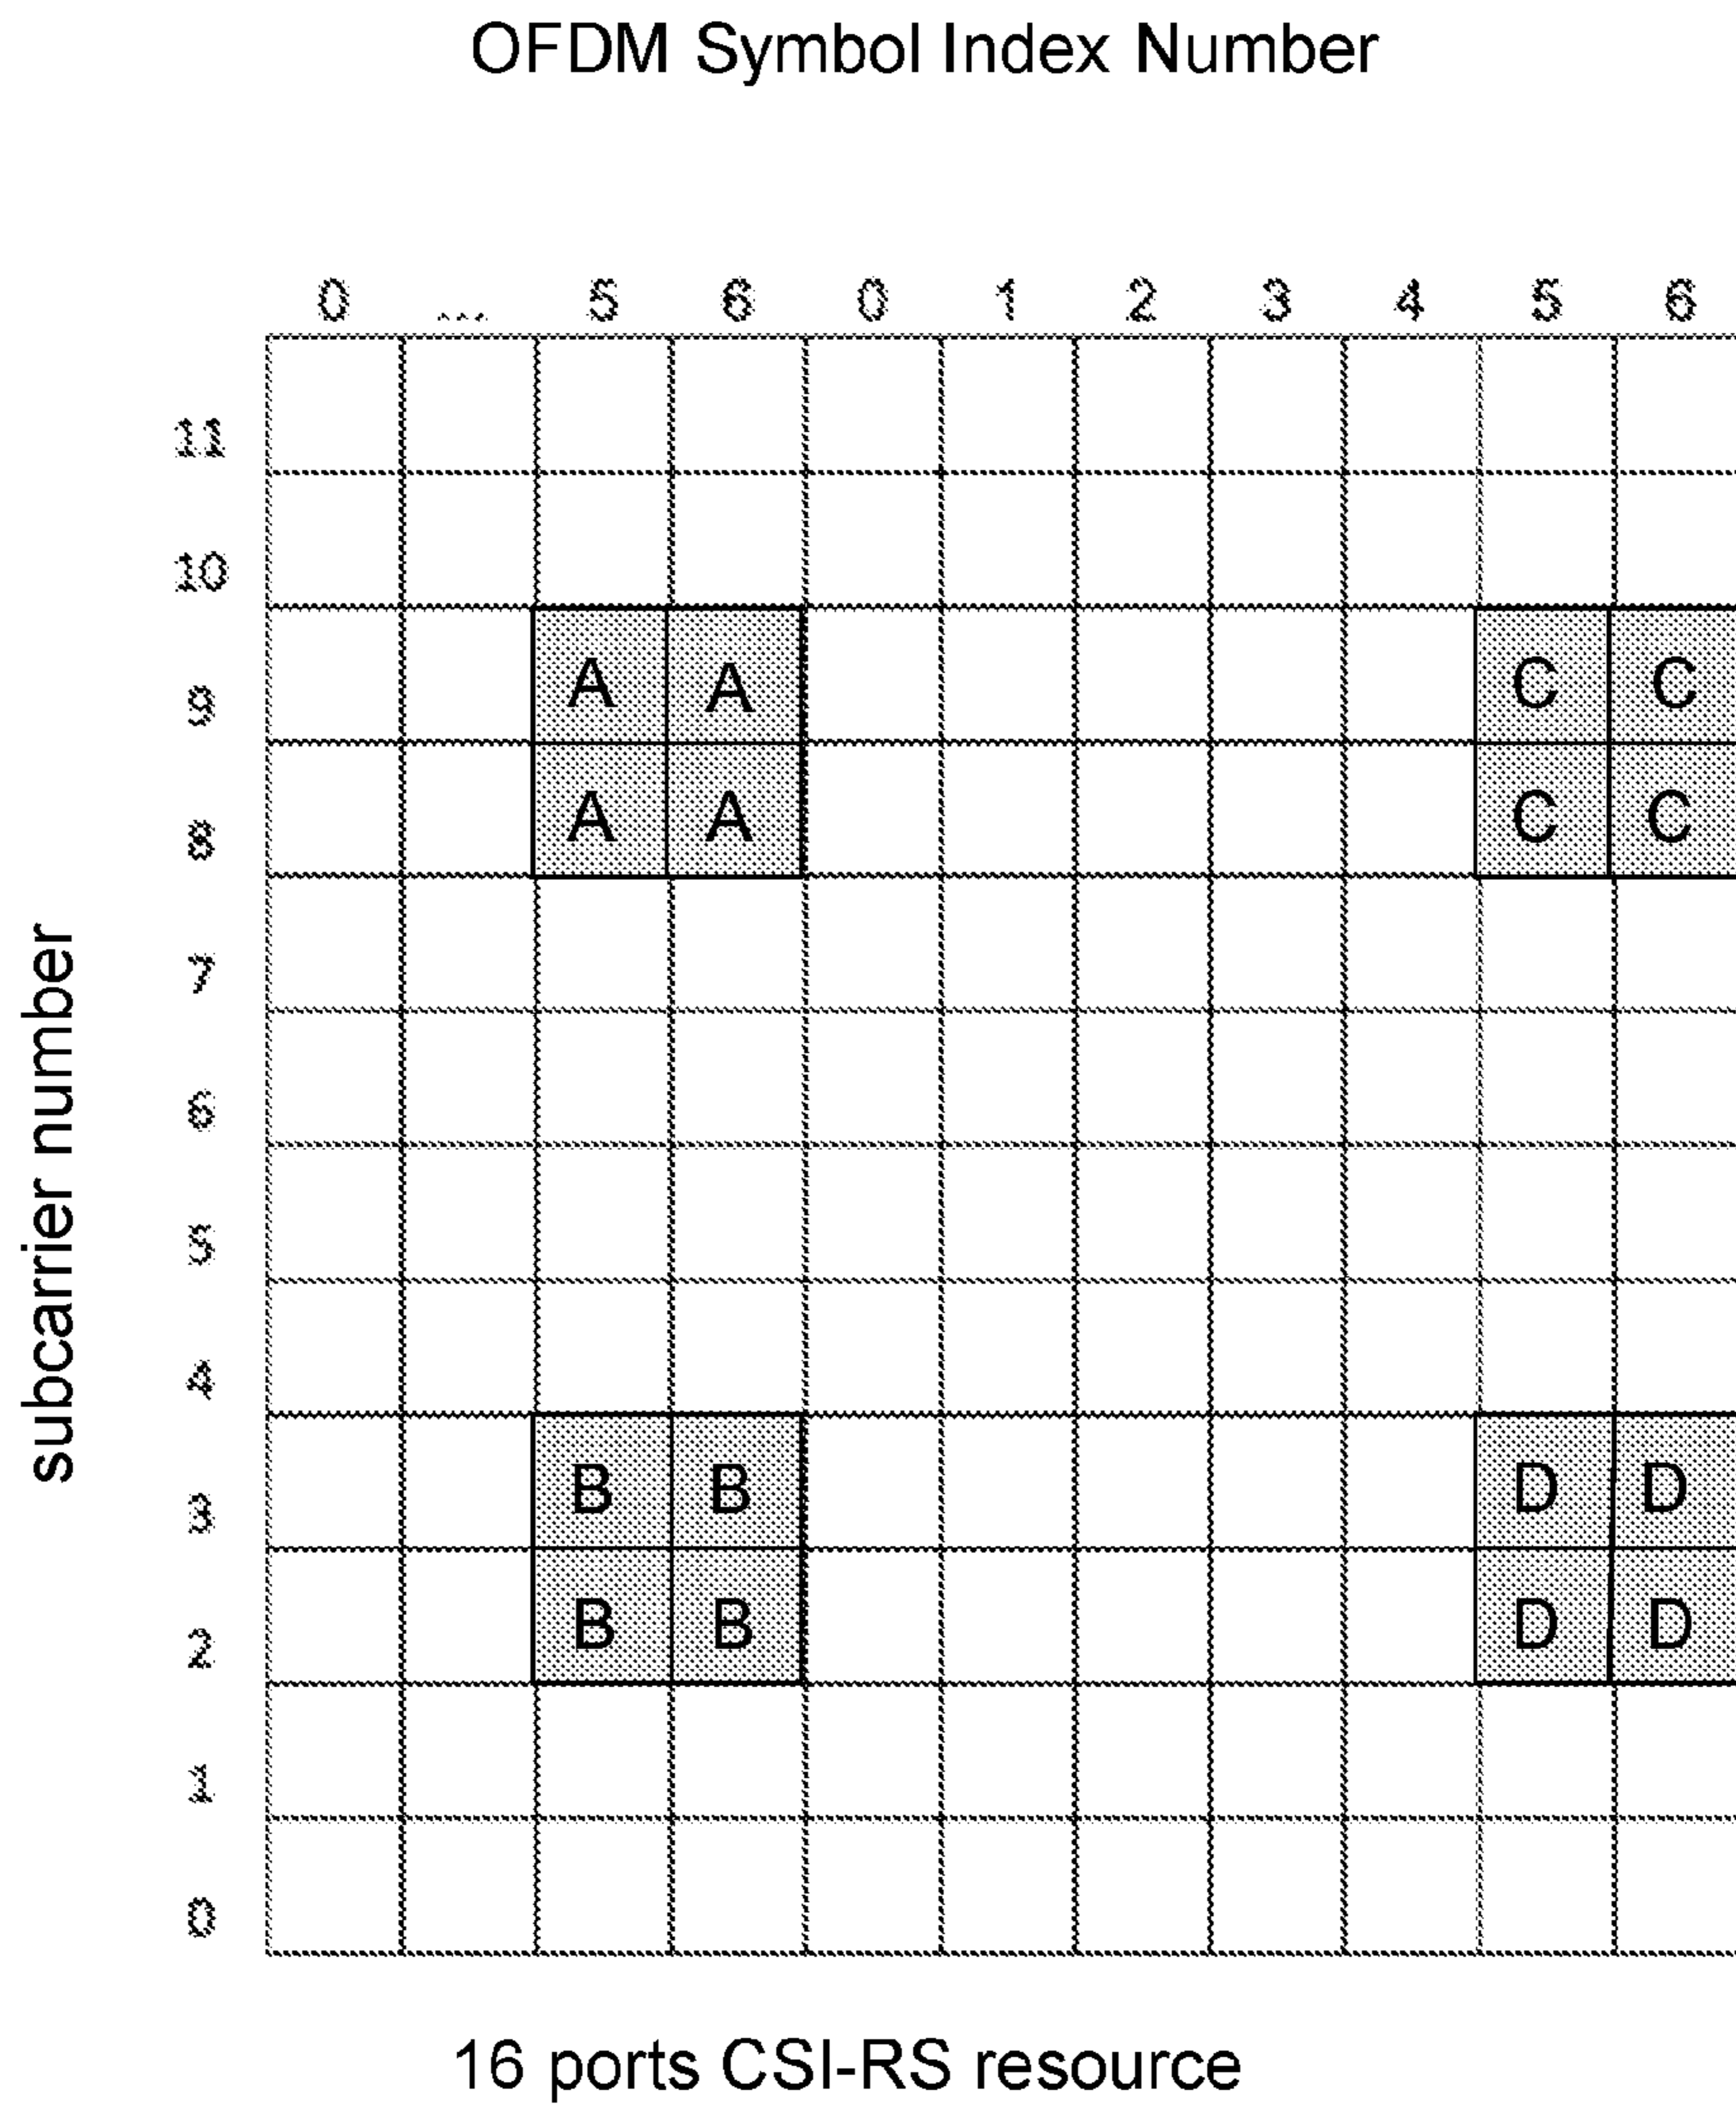 OFDM Symbol Index Number
0 ... 5 6 0 1 2 3 4 5 6
11
10
9 A A C C
8 A A C C
7
6
5
4
3 B B D D
2 B B D D
1
0
subcarrier number
16 ports CSI-RS resource